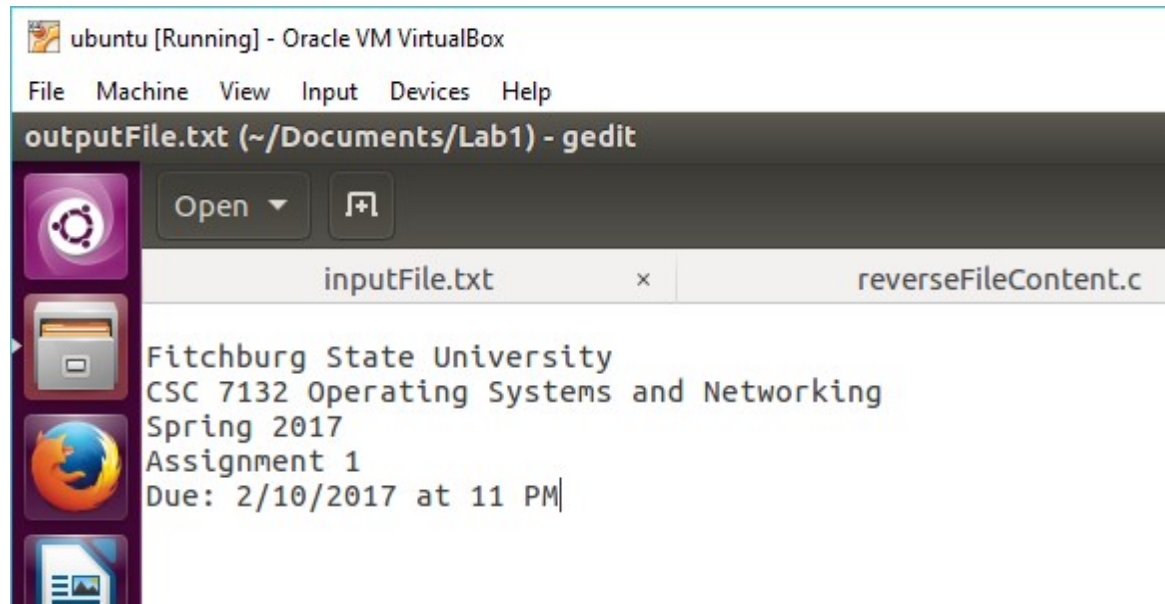 ubuntu [Running] - Oracle VM VirtualBox
File Machine View Input Devices Help
outputFile.txt (~/Documents/Lab1) - gedit
Open
inputFile.txt × reverseFileContent.c
Fitchburg State University
CSC 7132 Operating Systems and Networking
Spring 2017
Assignment 1
Due: 2/10/2017 at 11 PM